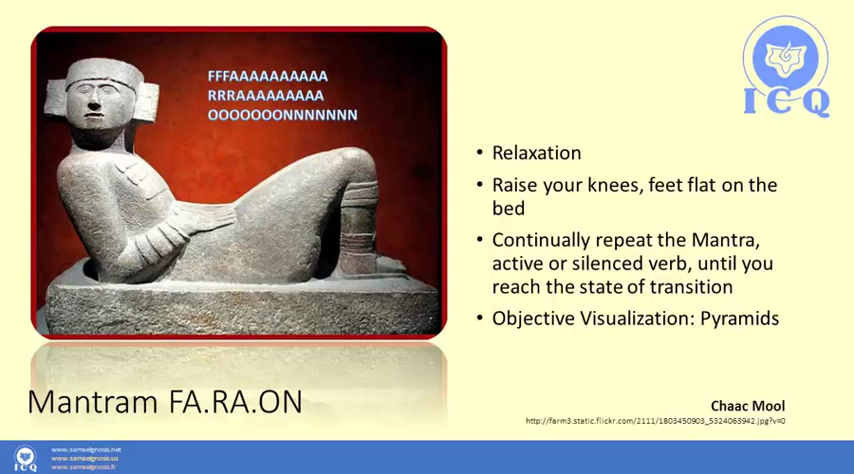 FFFAAAAAAAAAA
RRRAAAAAAAAA
OOOOOOONNNNNNN
ICQ
• Relaxation
• Raise your knees, feet flat on the
bed
• Continually repeat the Mantra,
active or silenced verb, until you
reach the state of transition
• Objective Visualization: Pyramids
Mantram FA.RA.ON
Chaac Mool
http://farm3.static.flickr.com/2111/1803450903_5324063942.jpg?v=0
ICQ
www.samaelgnosis.net
www.samaelgnosis.us
www.samaelgnosis.fr